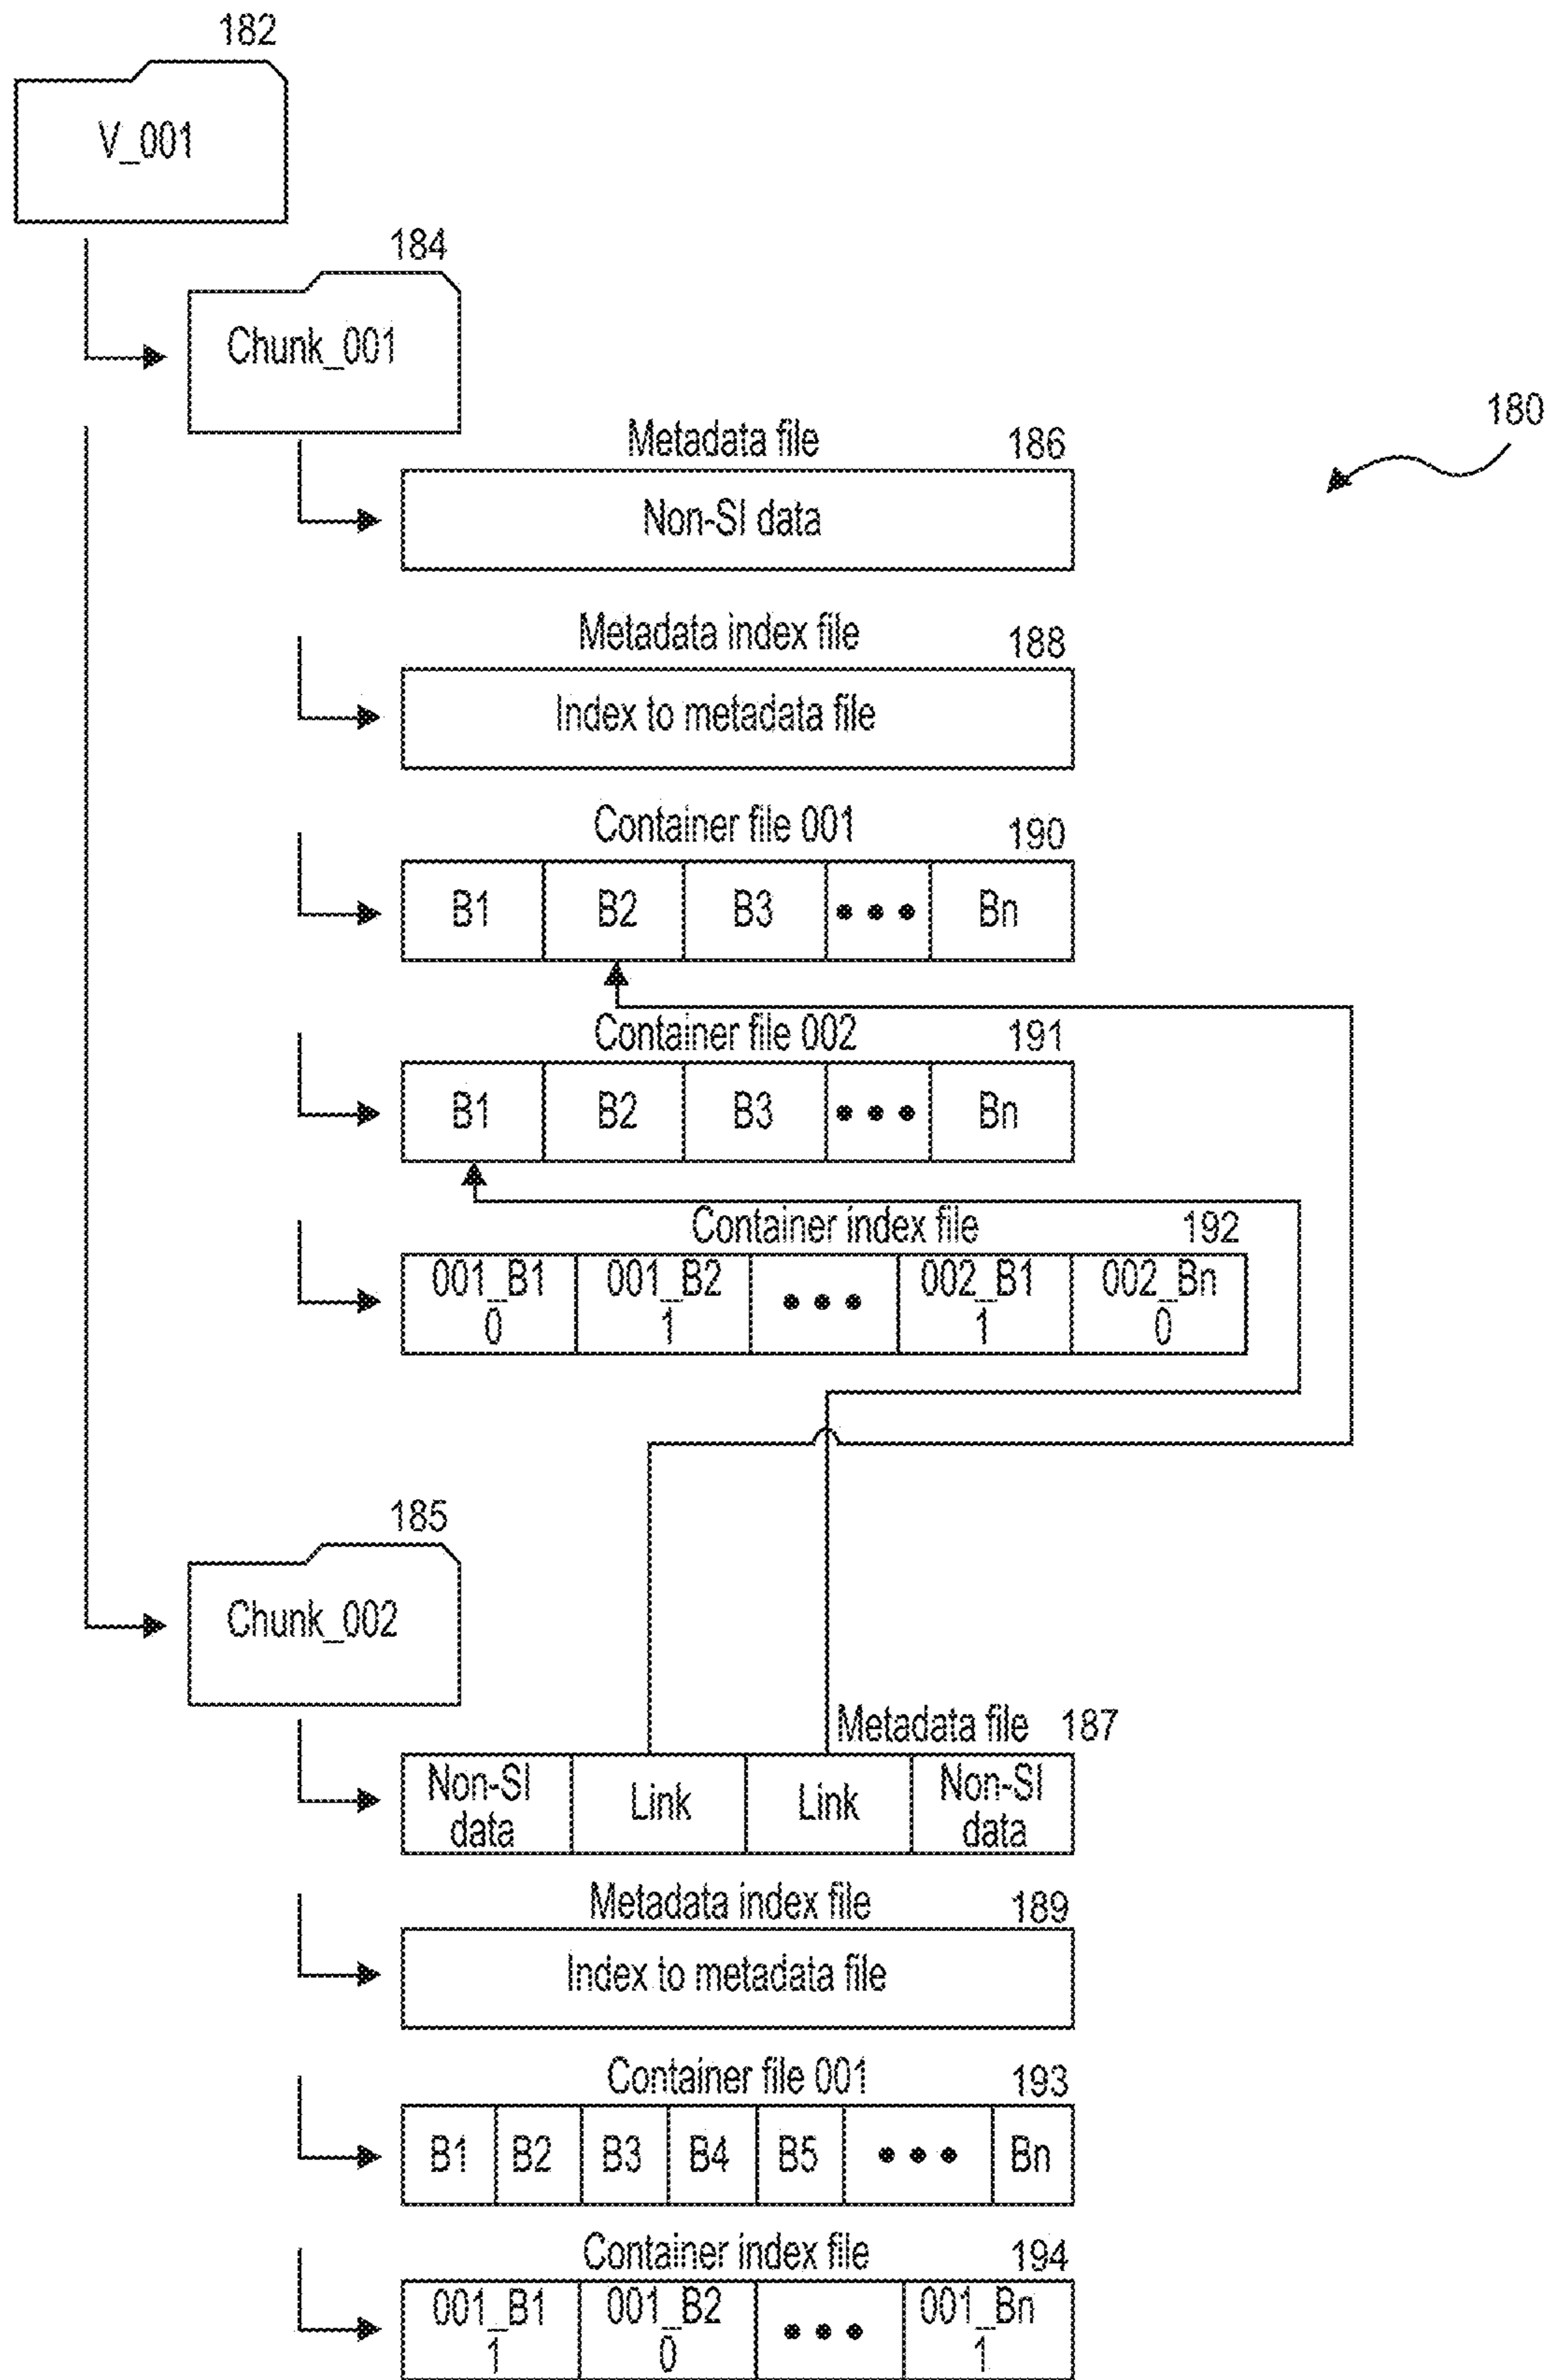 182
V_001
184
Chunk_001
180
Metadata file 186
Non-SI data
Metadata index file 188
Index to metadata file
Container file 001 190
B1 B2 B3 ••• Bn
Container file 002 191
B1 B2 B3 ••• Bn
Container index file 192
001_B1 001_B2 ••• 002_B1 002_Bn
0 1 1 0
185
Chunk_002
Metadata file 187
Non-SI Link Link Non-SI
data data
Metadata index file 189
Index to metadata file
Container file 001 193
B1 B2 B3 B4 B5 ••• Bn
Container index file 194
001_B1 001_B2 ••• 001_Bn
1 0 1